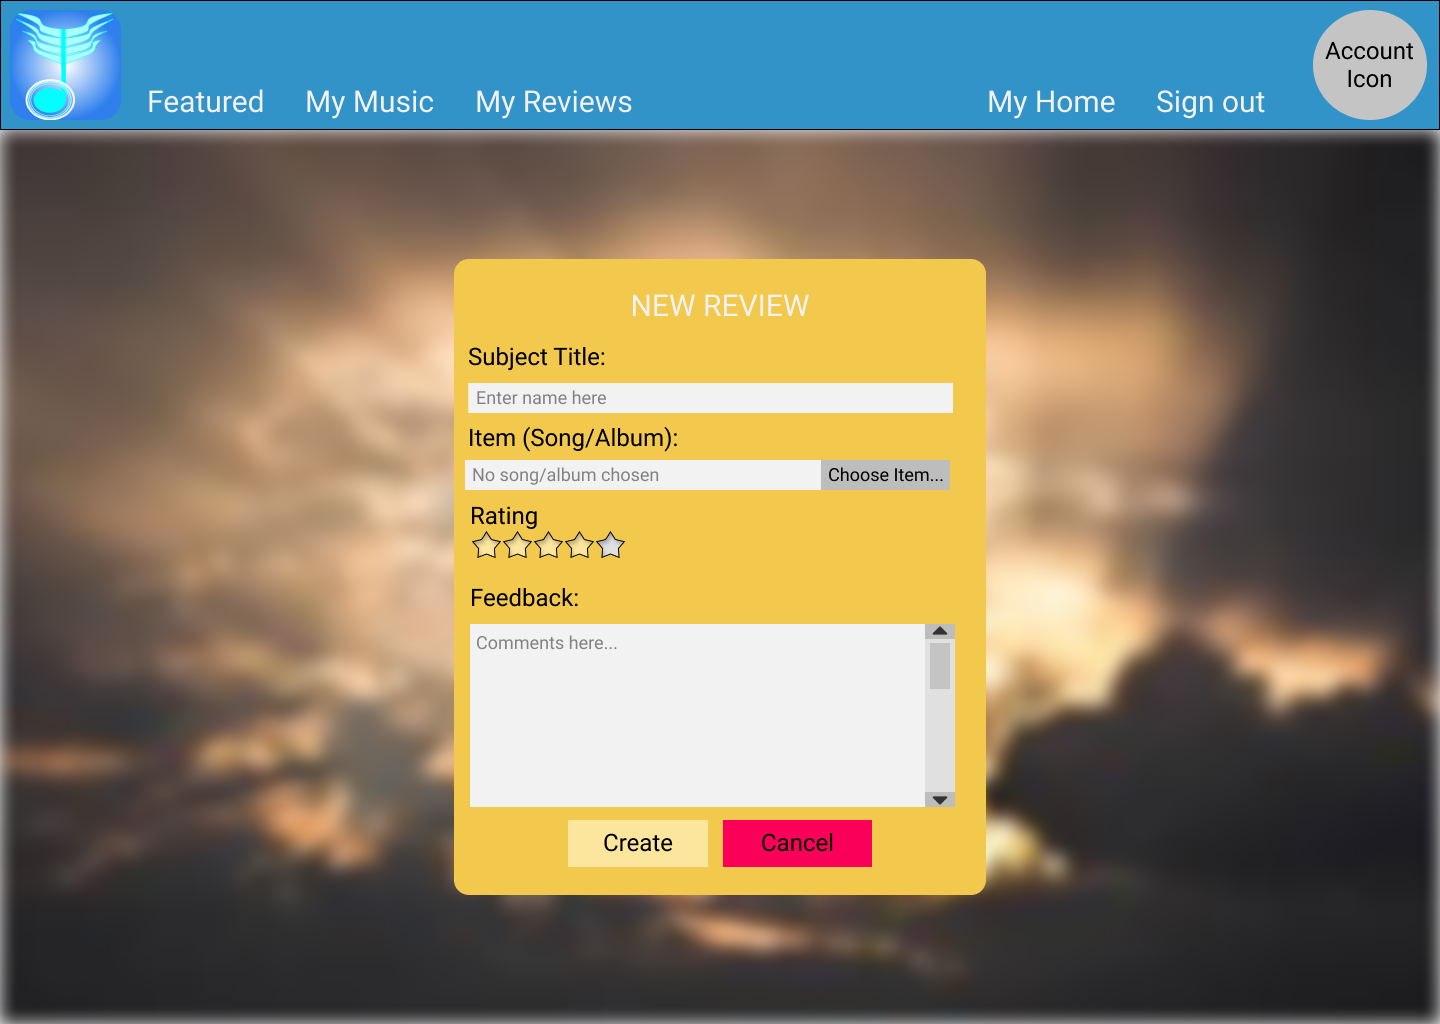 Featured
My Music
My Reviews
My Home
Sign out
Account
Icon
NEW REVIEW
Subject Title:
Enter name here
Item (Song/Album):
No song/album chosen
Choose Item...
Rating
Feedback:
Comments here...
Create
Cancel